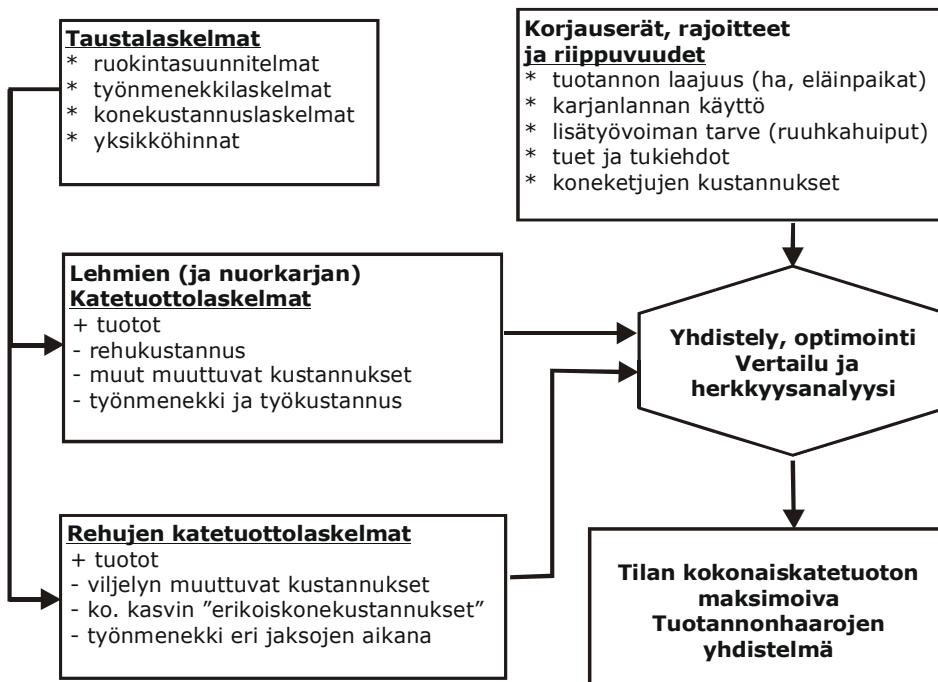 Taustalaskelmat
* ruokintasuunnitelmat
* työnmenekkilaskelmat
* konekustannuslaskelmat
* yksikköhinnat
Korjauserät, rajoitteet
ja riippuvuudet
* tuotannon laajuus (ha, eläinpaikat)
* karjanlannan käyttö
* lisätyövoiman tarve (ruuhkahuiput)
* tuet ja tukiehdot
* koneketjujen kustannukset
Lehmien (ja nuorkarjan)
Katetuottolaskelmat
+ tuotot
- rehukustannus
- muut muuttuvat kustannukset
- työnmenekki ja työkustannus
Yhdistely, optimointi
Vertailu ja
herkkyysanalyysi
Rehujen katetuottolaskelmat
+ tuotot
- viljelyn muuttuvat kustannukset
- ko. kasvin ”erikoiskonekustannukset”
- työnmenekki eri jaksojen aikana
Tilan kokonaiskatetuoton
maksimoiva
Tuotannonhaarojen
yhdistelmä